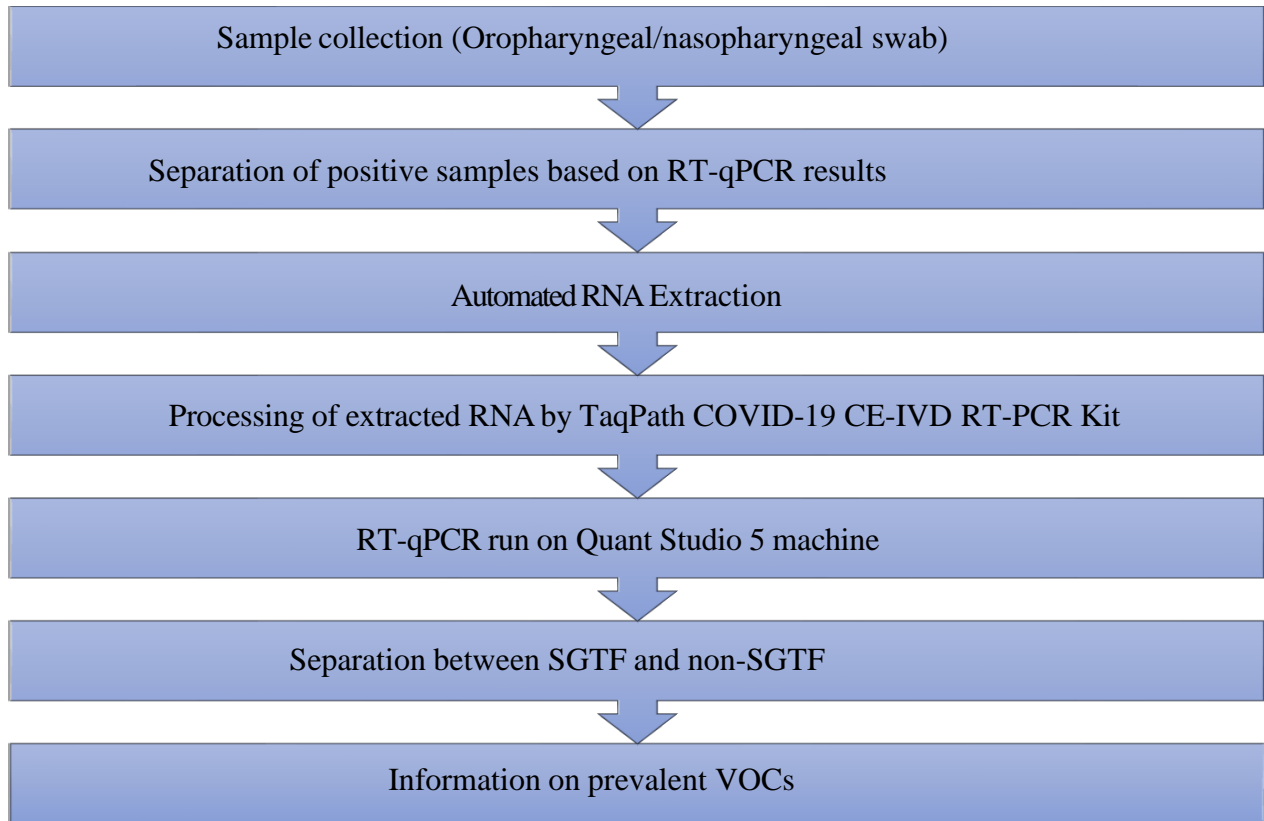 Sample collection (Oropharyngeal/nasopharyngeal swab)
Separation of positive samples based on RT-qPCR results
Automated RNA Extraction
Processing of extracted RNA by TaqPath COVID-19 CE-IVD RT-PCR Kit
RT-qPCR run on Quant Studio 5 machine
Separation between SGTF and non-SGTF
Information on prevalent VOCs